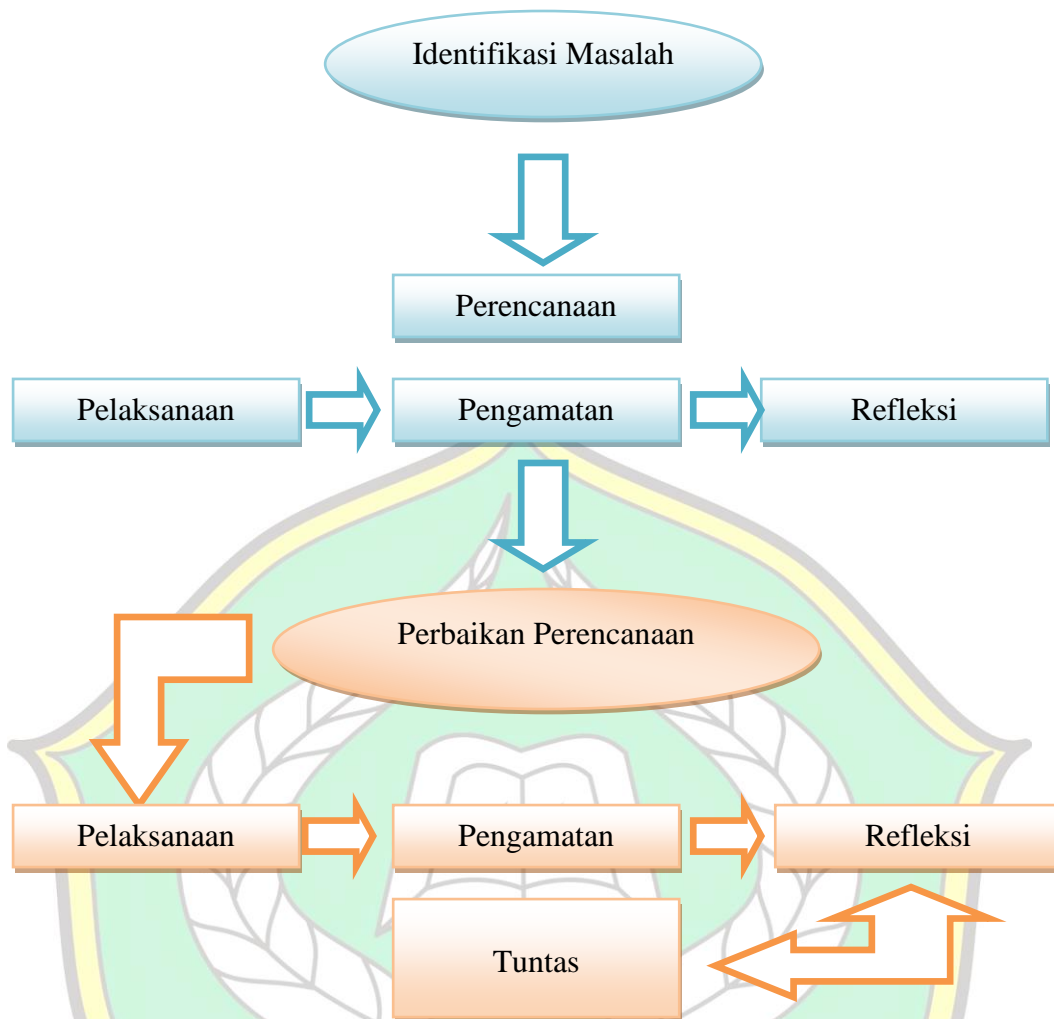 Identifikasi Masalah
Perencanaan
Pelaksanaan
Pengamatan
Refleksi
Perbaikan Perencanaan
Pelaksanaan
Pengamatan
Refleksi
Tuntas